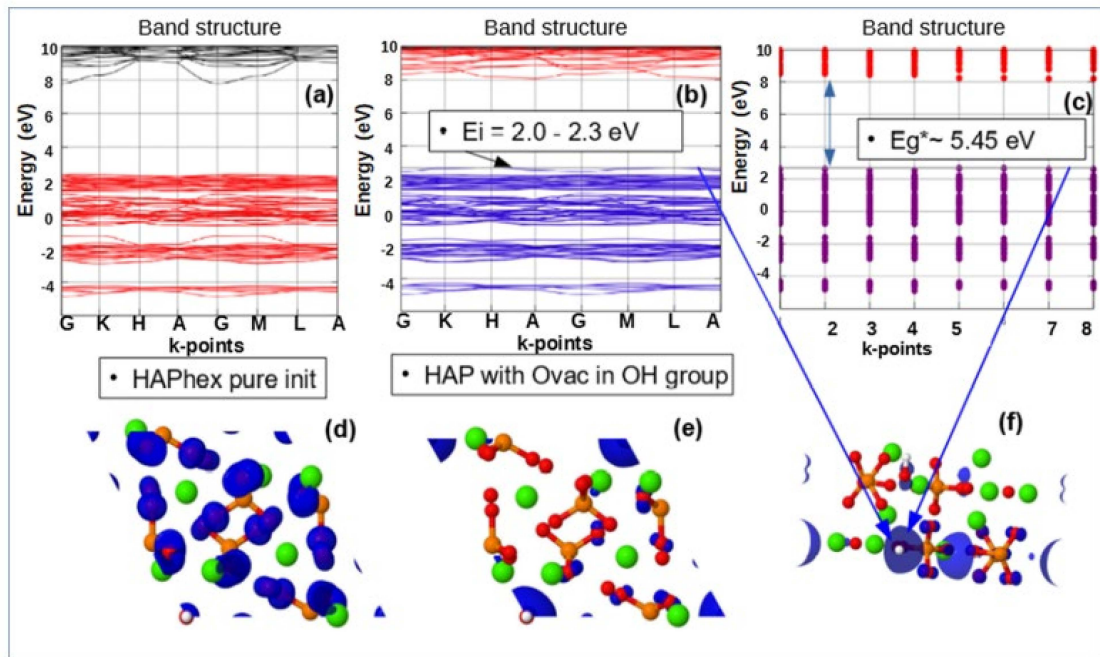 Band structure
Band structure
Band structure
10
8
6
4
2
0
-2
-4
Energy (eV)
(a)
G K H A G M L A
k-points
• HAPhex pure init
10
8
6
4
2
0
-2
-4
Energy (eV)
(b)
• Ei = 2.0 - 2.3 eV
G K H A G M L A
k-points
• HAP with Ovac in OH group
10
8
6
4
2
0
-2
-4
Energy (eV)
(c)
• Eg*~ 5.45 eV
2 3 4 5 7 8
k-points
(d)
(e)
(f)